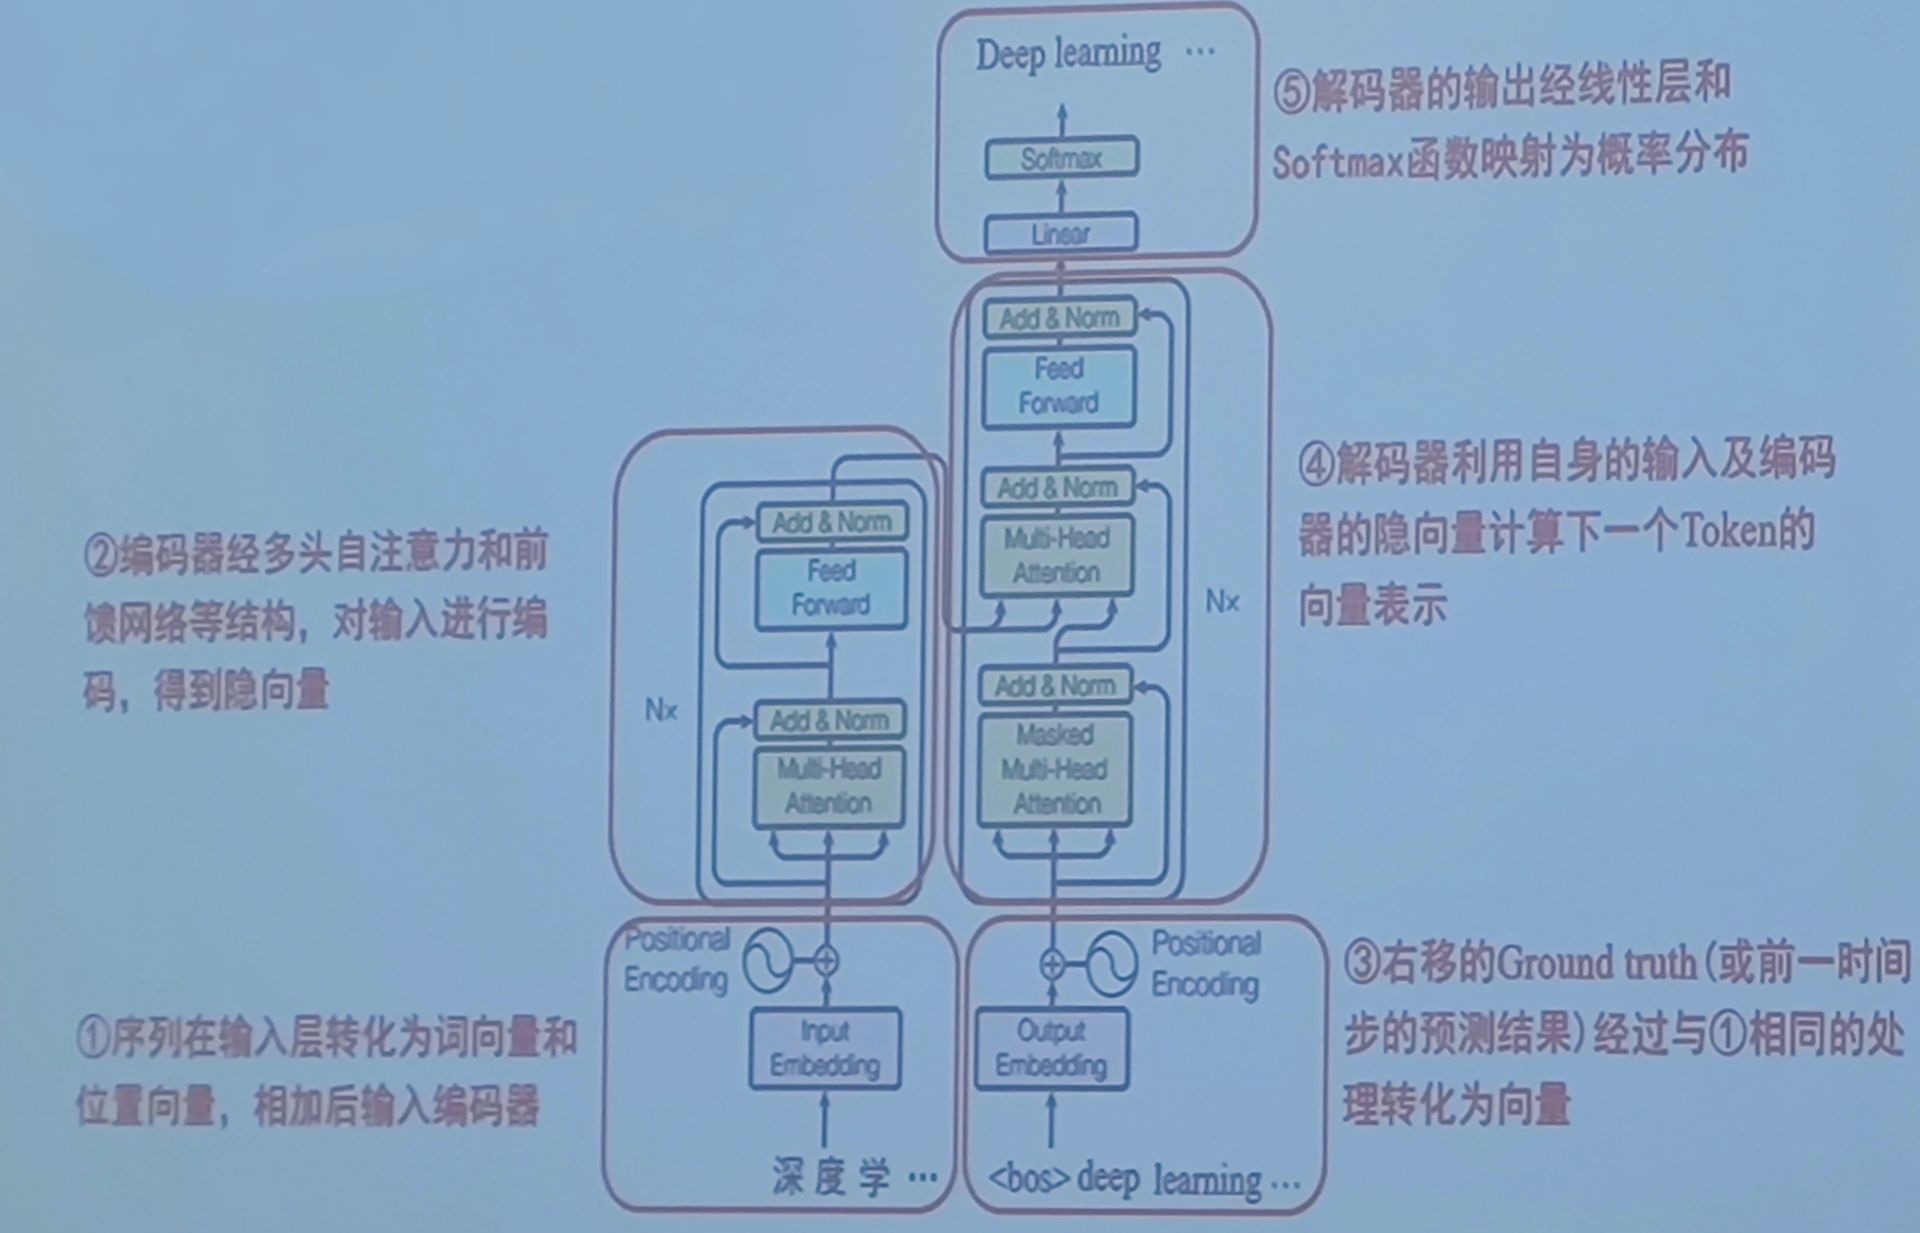 Deep learning ...
⑤解码器的输出经线性层和
Softmax函数映射为概率分布
Softmax
Linear
Add & Norm
Feed
Forward
Add & Norm
Multi-Head
Attention
Nx
Add & Norm
Masked
Multi-Head
Attention
④解码器利用自身的输入及编码
器的隐向量计算下一个Token的
向量表示
②编码器经多头自注意力和前
馈网络等结构，对输入进行编
码，得到隐向量
Add & Norm
Feed
Forward
Nx
Add & Norm
Multi-Head
Attention
Positional
Encoding
Input
Embedding
①序列在输入层转化为词向量和
位置向量，相加后输入编码器
深 度 学 ...
Positional
Encoding
Output
Embedding
<bos> deep learning ...
③右移的Ground truth(或前一时间
步的预测结果)经过与①相同的处
理转化为向量